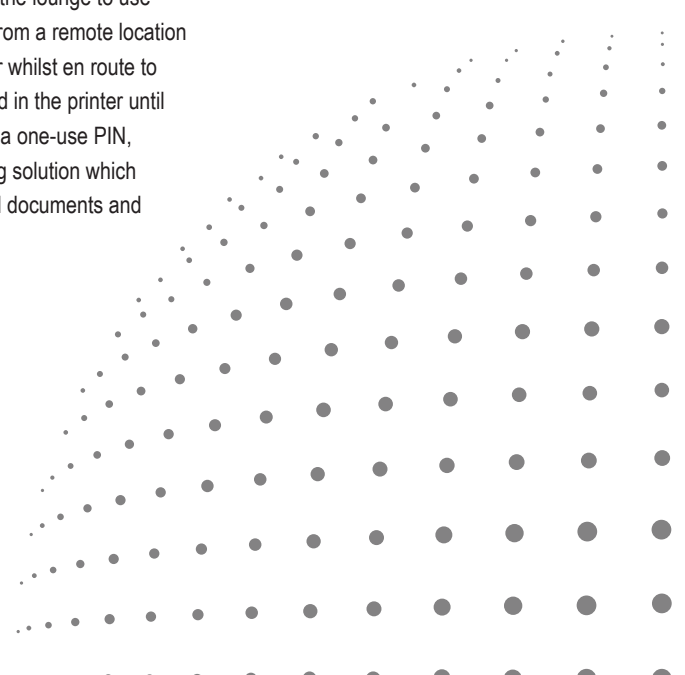 the lounge to use
rom a remote location
whilst en route to
d in the printer until
a one-use PIN,
g solution which
documents and